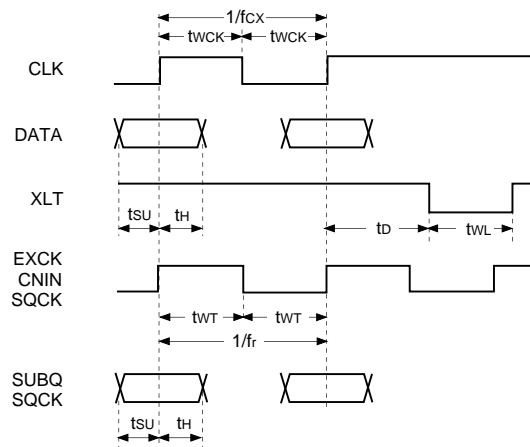 1/fCX
tWCK tWCK
CLK
DATA
XLT
tSU tH
tD tWL
EXCK
CNIN
SQCK
tWT tWT
1/fr
SUBQ
SQCK
tSU tH